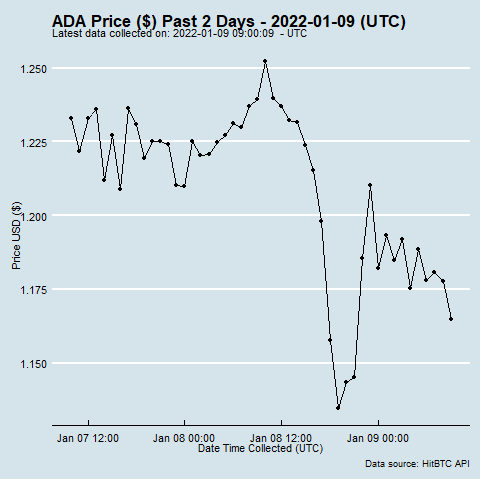 ADA Price ($) Past 2 Days - 2022-01-09 (UTC)
Latest data collected on: 2022-01-09 09:00:09 - UTC
1.250
1.225
1.200
1.175
1.150
Price USD ($)
Jan 07 12:00
Jan 08 00:00
Jan 08 12:00
Jan 09 00:00
Date Time Collected (UTC)
Data source: HitBTC API